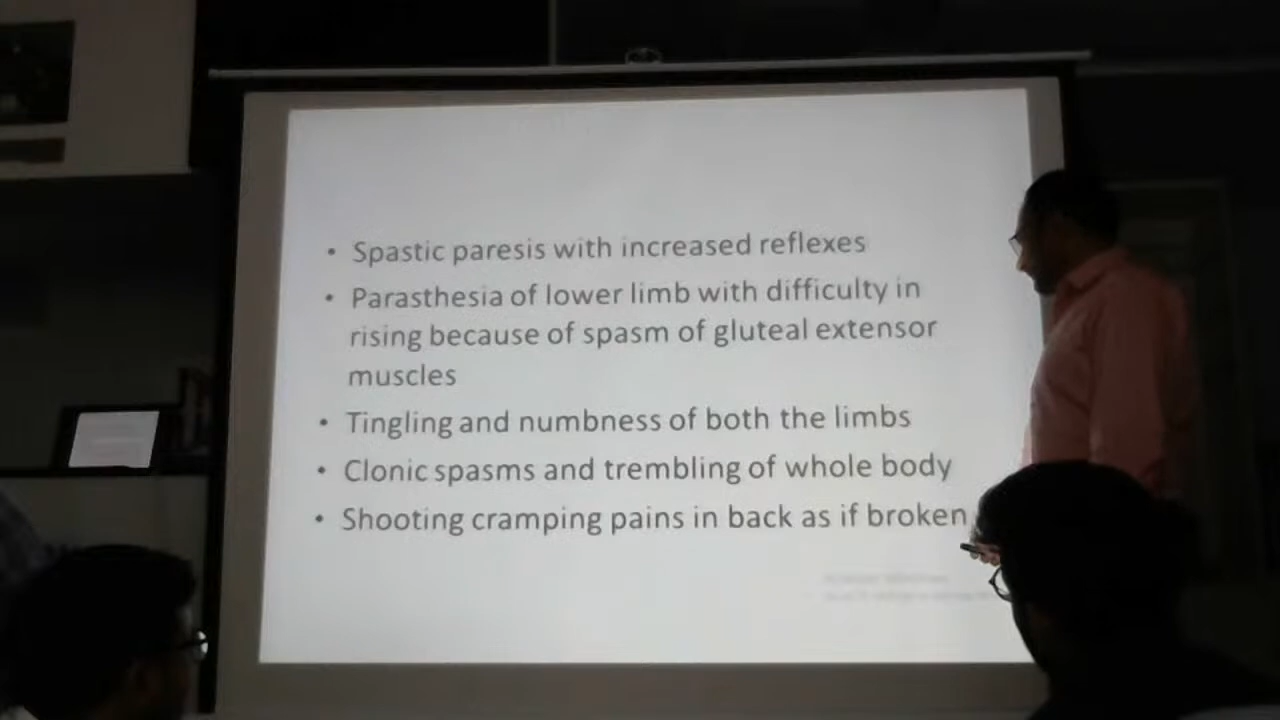 • Spastic paresis with increased reflexes
• Parasthesia of lower limb with difficulty in
rising because of spasm of gluteal extensor
muscles
• Tingling and numbness of both the limbs
• Clonic spasms and trembling of whole body
• Shooting cramping pains in back as if broken